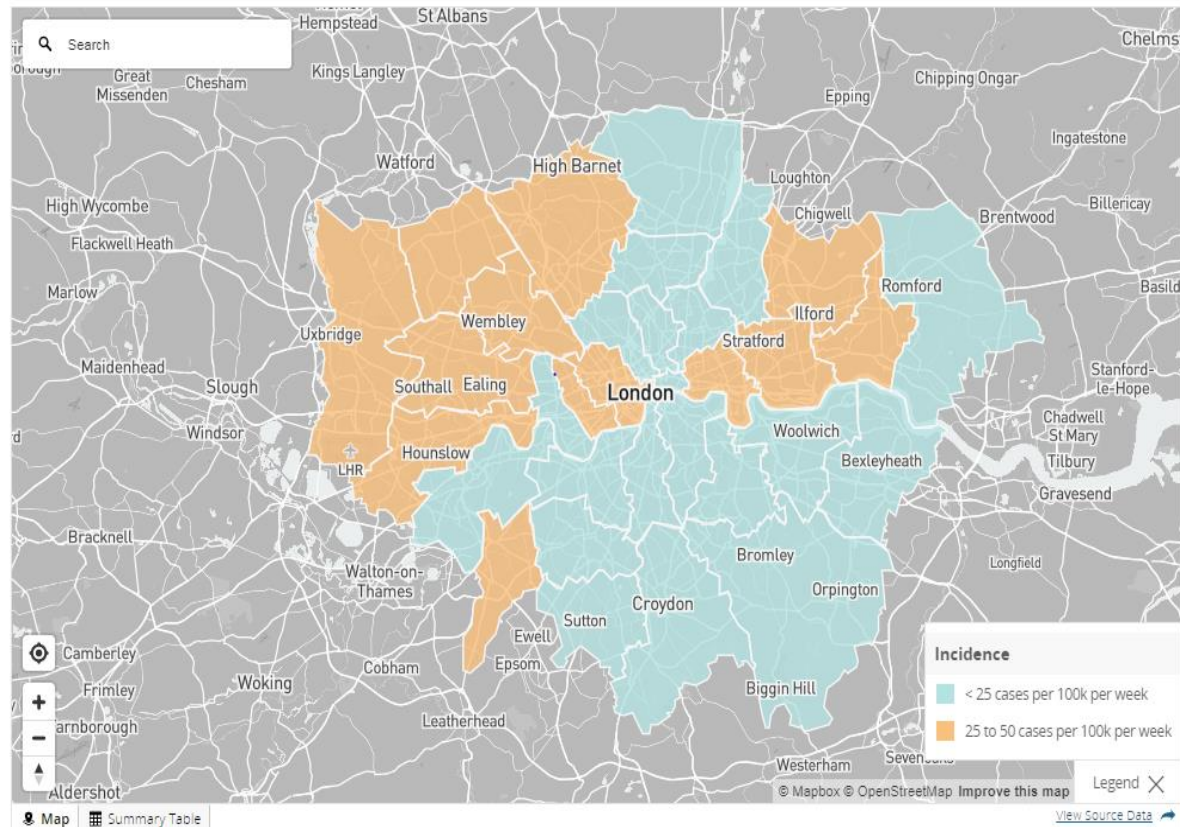 Hempstead
St Albans
Search
Chelms
Great
Missenden
Chesham
Kings Langley
Chipping Ongar
Epping
Ingatestone
Watford
High Barnet
Loughton
High Wycombe
Chigwell
Billericay
Brentwood
Flackwell Heath
Marlow
Romford
Basild
Ilford
Wembley
Uxbridge
Stratford
Maidenhead
Slough
Southall
Ealing
London
Stanford-
le-Hope
Windsor
Chadwell
St Mary
Woolwich
Hounslow
LHR
Bexleyheath
Tilbury
Gravesend
Bracknell
Bromley
Longfield
Walton-on-
Thames
Orpington
Croydon
Sutton
Ewell
Epsom
Camberley
Cobham
Incidence
< 25 cases per 100k per week
25 to 50 cases per 100k per week
Woking
Biggin Hill
Frimley
arnborough
Leatherhead
Westerham
Aldershot
© Mapbox © OpenStreetMap Improve this map
Legend
Map
Summary Table
View Source Data